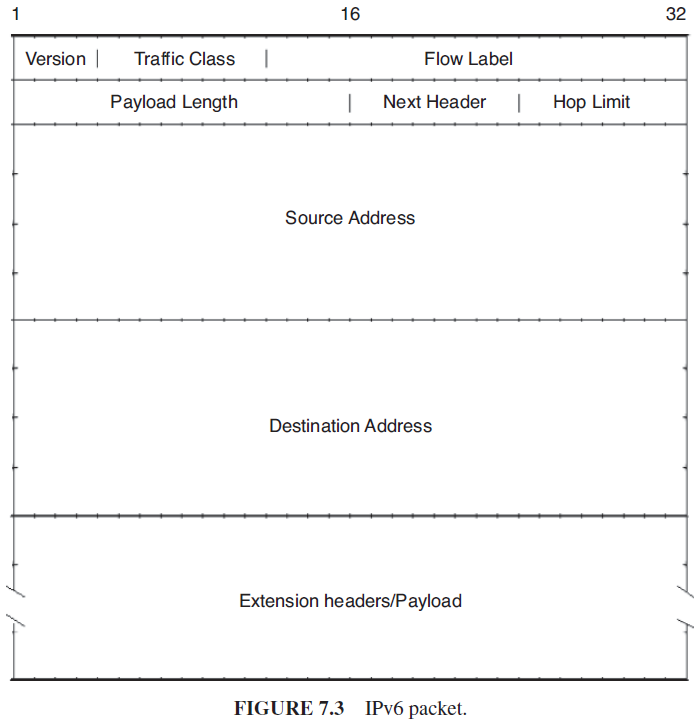 1 16 32
Version | Traffic Class | Flow Label
Payload Length | Next Header | Hop Limit
Source Address
Destination Address
Extension headers/Payload
FIGURE 7.3 IPv6 packet.